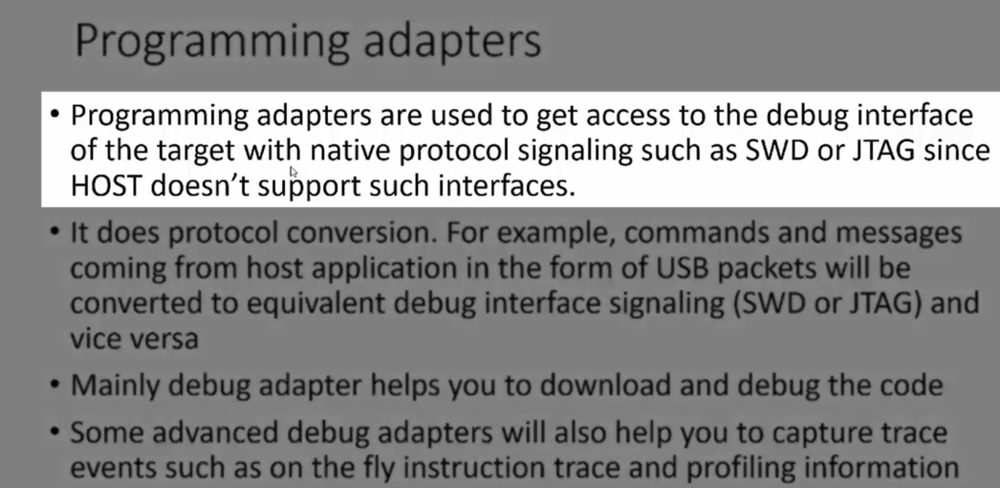 Programming adapters
• Programming adapters are used to get access to the debug interface
of the target with native protocol signaling such as SWD or JTAG since
HOST doesn’t support such interfaces.
• It does protocol conversion. For example, commands and messages
coming from host application in the form of USB packets will be
converted to equivalent debug interface signaling (SWD or JTAG) and
vice versa
• Mainly debug adapter helps you to download and debug the code
• Some advanced debug adapters will also help you to capture trace
events such as on the fly instruction trace and profiling information